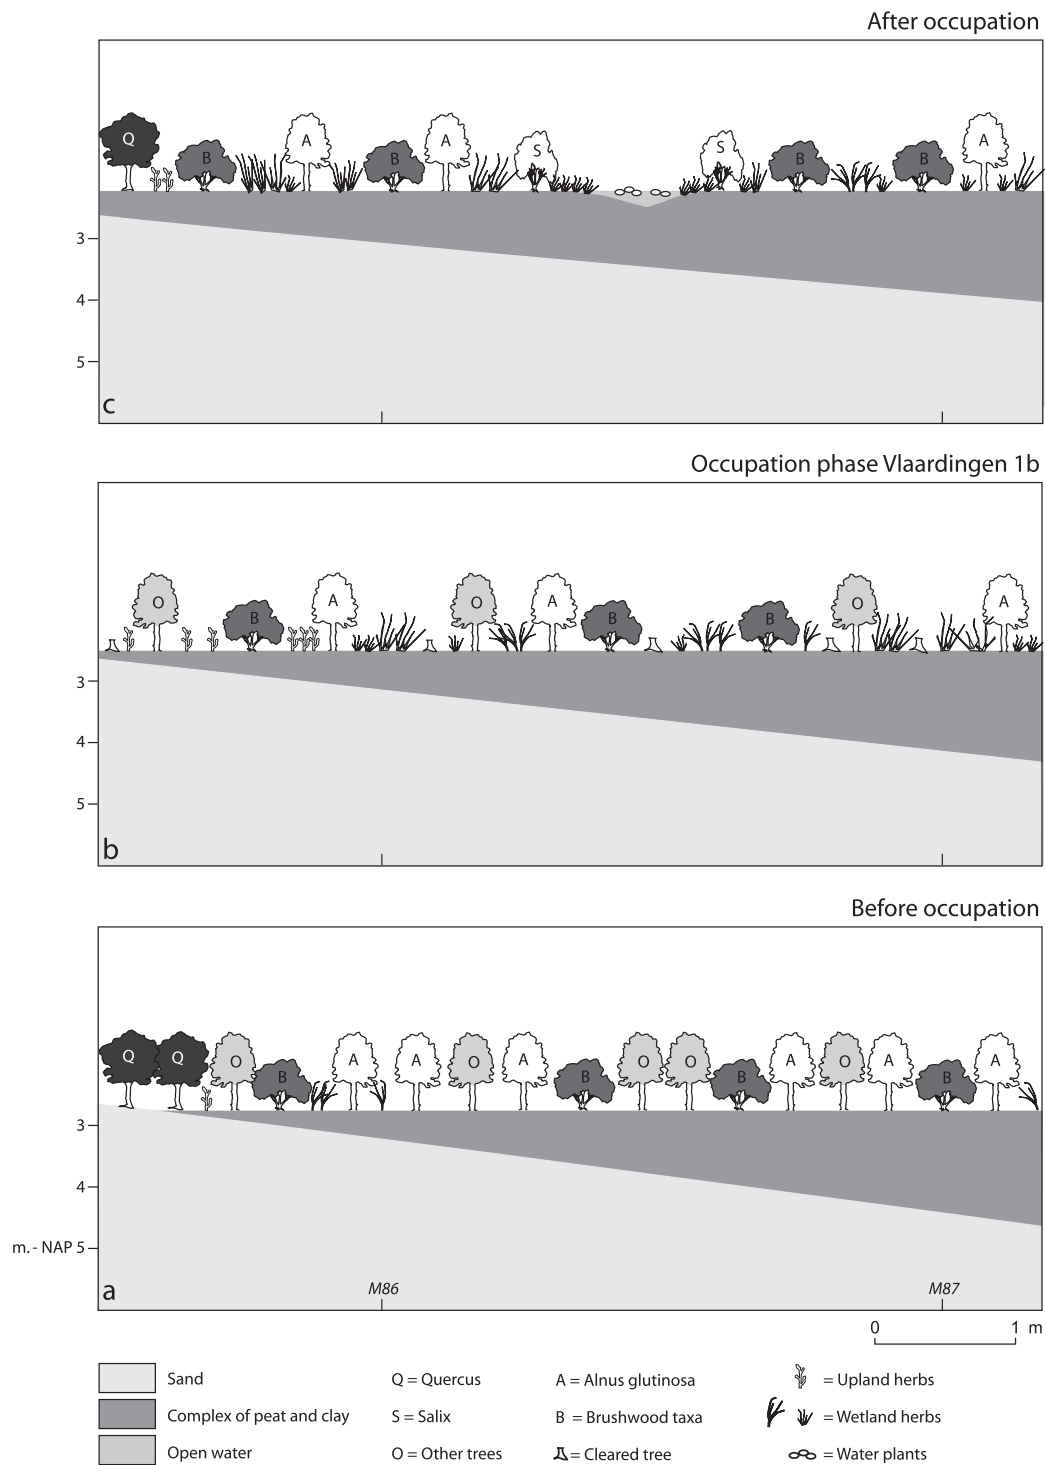 After occupation
Q B A B A S S B B A
3
4
5
c
Occupation phase Vlaardingen 1b
O B A O A B B O A
3
4
5
b
Before occupation
Q Q O B A A O A B O O B A O A B A
3
4
m. - NAP 5
a
M86 M87
0 1 m
Sand Q = Quercus A = Alnus glutinosa = Upland herbs
Complex of peat and clay S = Salix B = Brushwood taxa = Wetland herbs
Open water O = Other trees = Cleared tree = Water plants